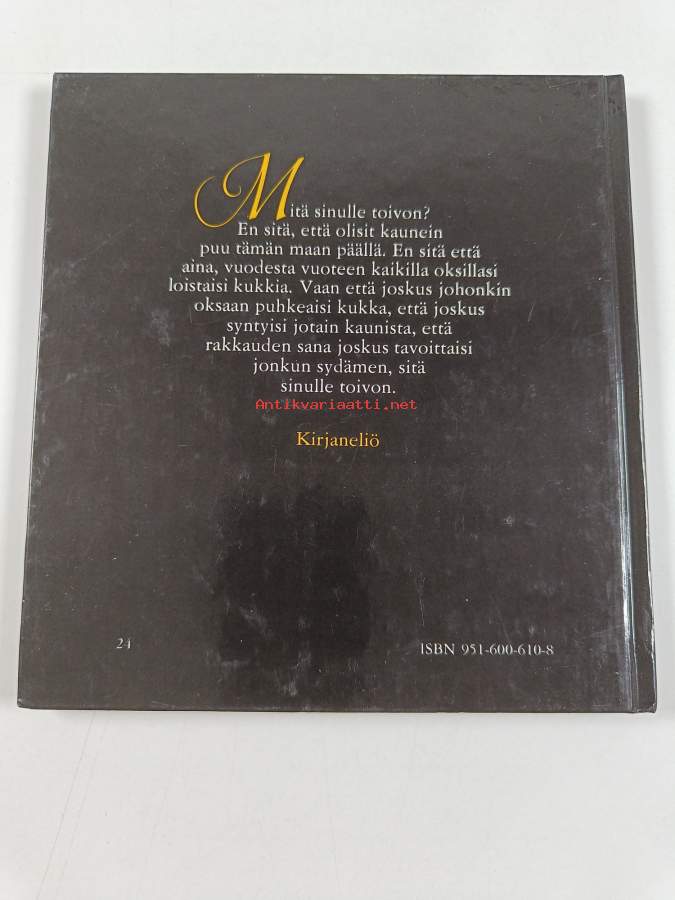 Mitä sinulle toivon?
En sitä, että olisit kaunein
puu tämän maan päällä. En sitä että
aina, vuodesta vuoteen kaikilla oksillasi
loistaisi kukkia. Vaan että joskus johonkin
oksaan puhkeaisi kukka, että joskus
syntyisi jotain kaunista, että
rakkauden sana joskus tavoittaisi
jonkun sydämen, sitä
sinulle toivon.
Antikvariaatti.net
Kirjaneliö
24
ISBN 951-600-610-8